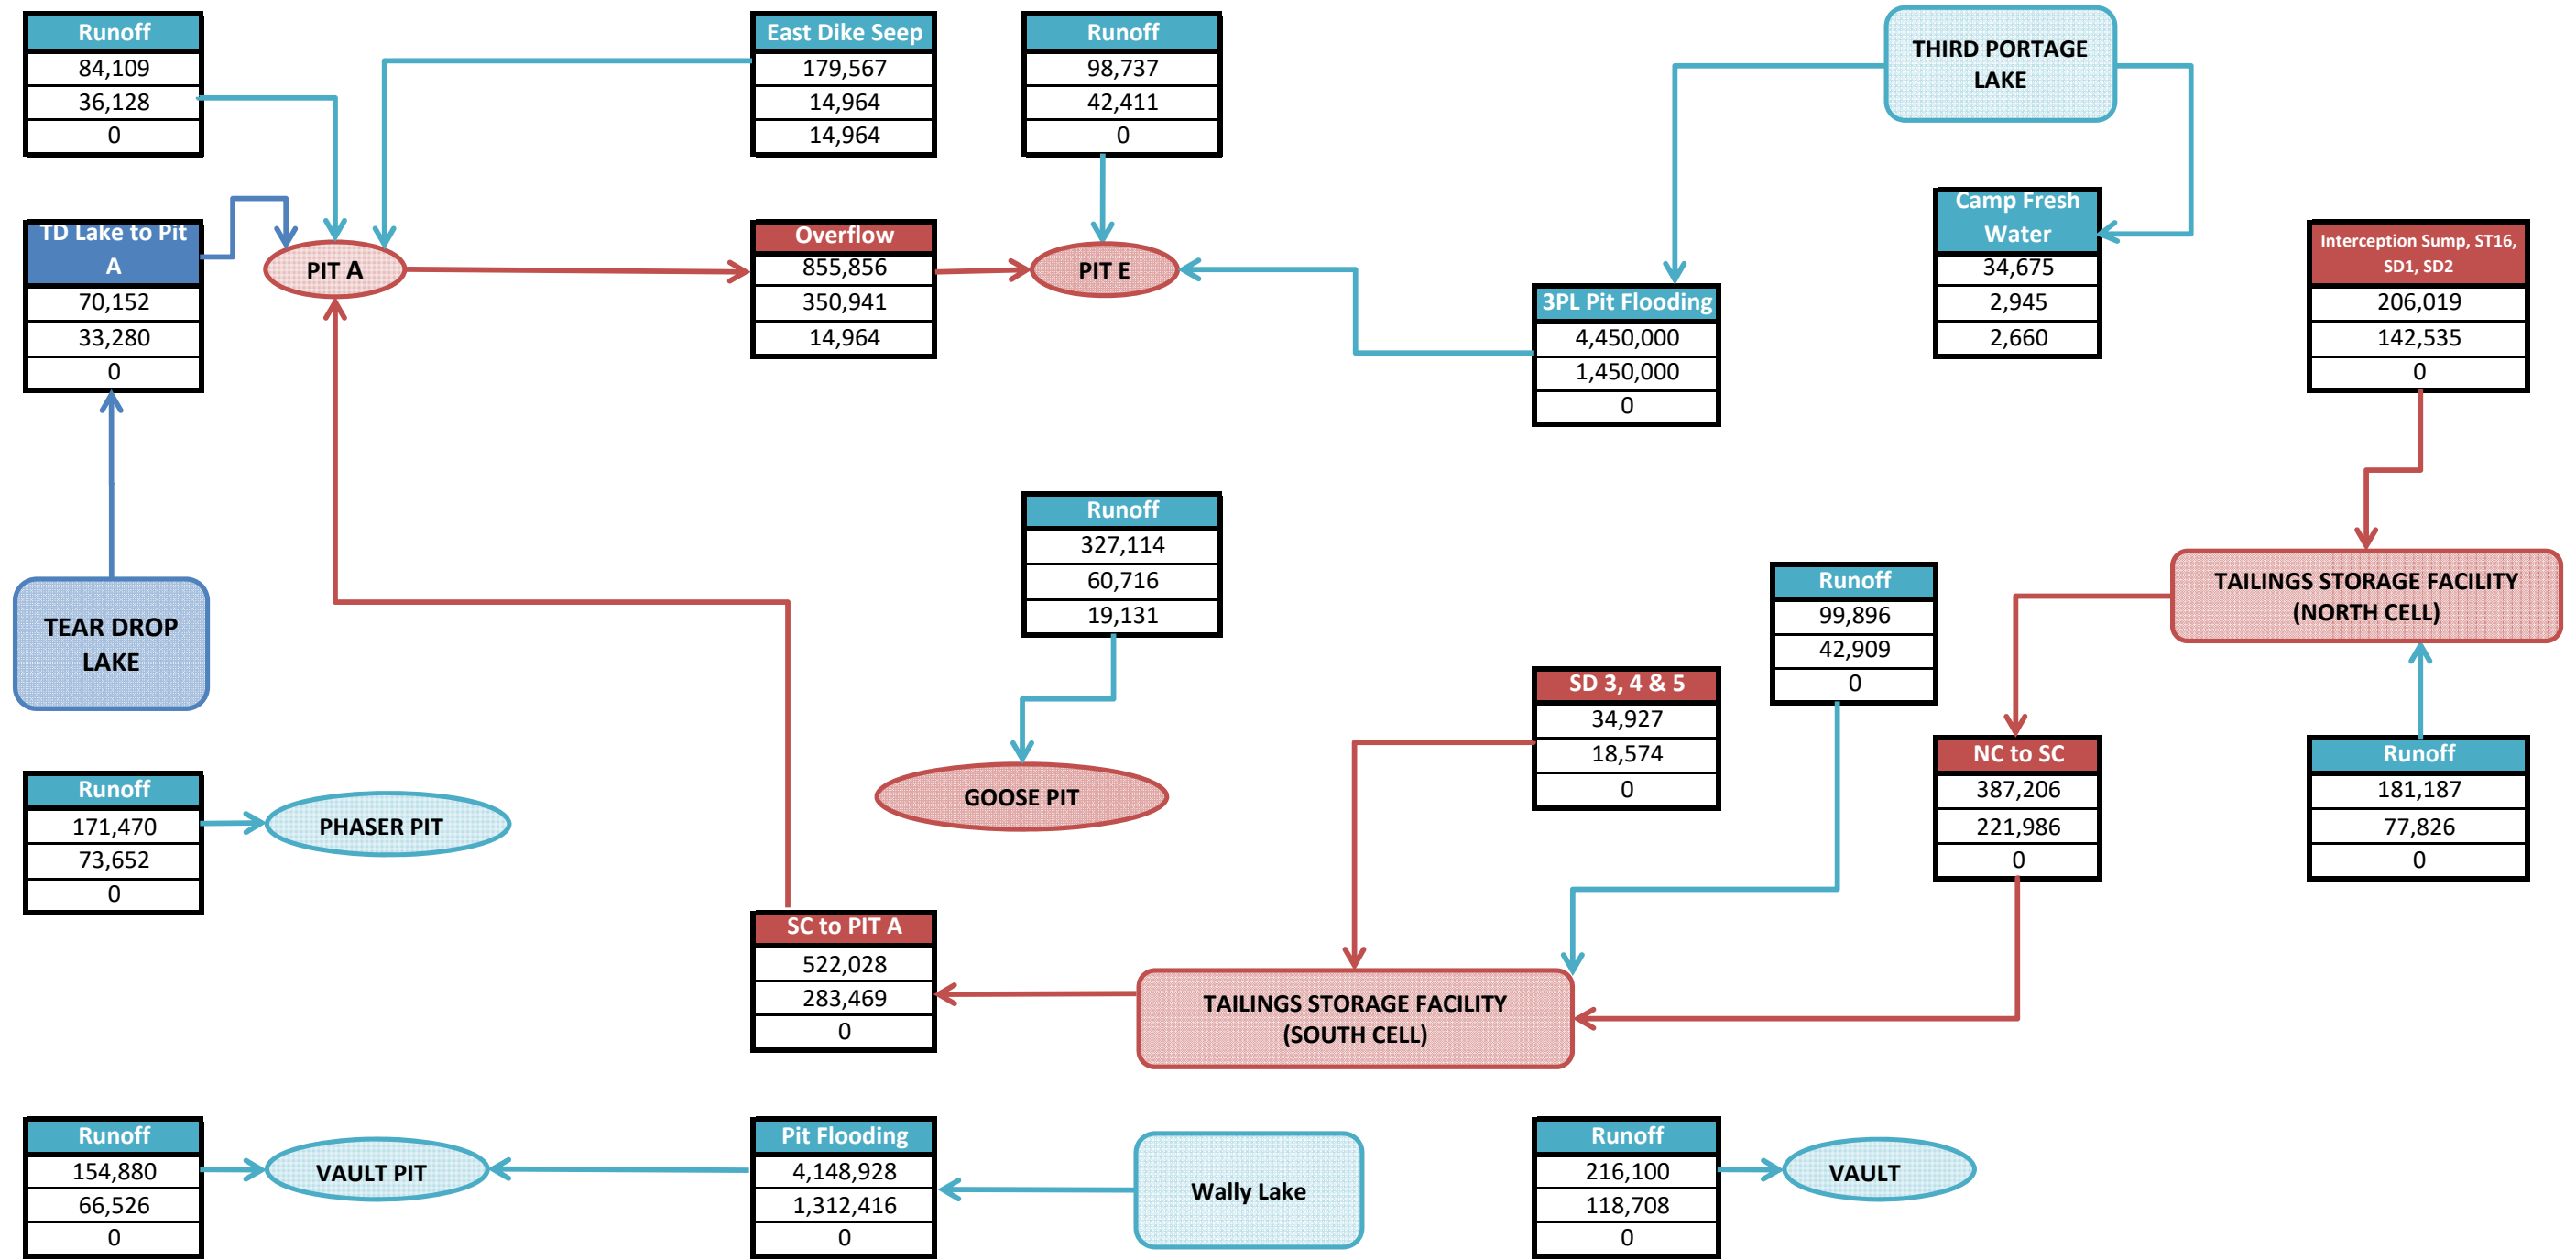 Runoff
84,109
36,128
0
East Dike Seep
179,567
14,964
14,964
Runoff
98,737
42,411
0
THIRD PORTAGE
LAKE
TD Lake to Pit
A
70,152
33,280
0
PIT A
Overflow
855,856
350,941
14,964
PIT E
3PL Pit Flooding
4,450,000
1,450,000
0
Camp Fresh
Water
34,675
2,945
2,660
Interception Sump, ST16,
SD1, SD2
206,019
142,535
0
TEAR DROP
LAKE
Runoff
327,114
60,716
19,131
Runoff
99,896
42,909
0
TAILINGS STORAGE FACILITY
(NORTH CELL)
SD 3, 4 & 5
34,927
18,574
0
NC to SC
387,206
221,986
0
Runoff
181,187
77,826
0
Runoff
171,470
73,652
0
PHASER PIT
GOOSE PIT
SC to PIT A
522,028
283,469
0
TAILINGS STORAGE FACILITY
(SOUTH CELL)
Runoff
154,880
66,526
0
VAULT PIT
Pit Flooding
4,148,928
1,312,416
0
Wally Lake
Runoff
216,100
118,708
0
VAULT